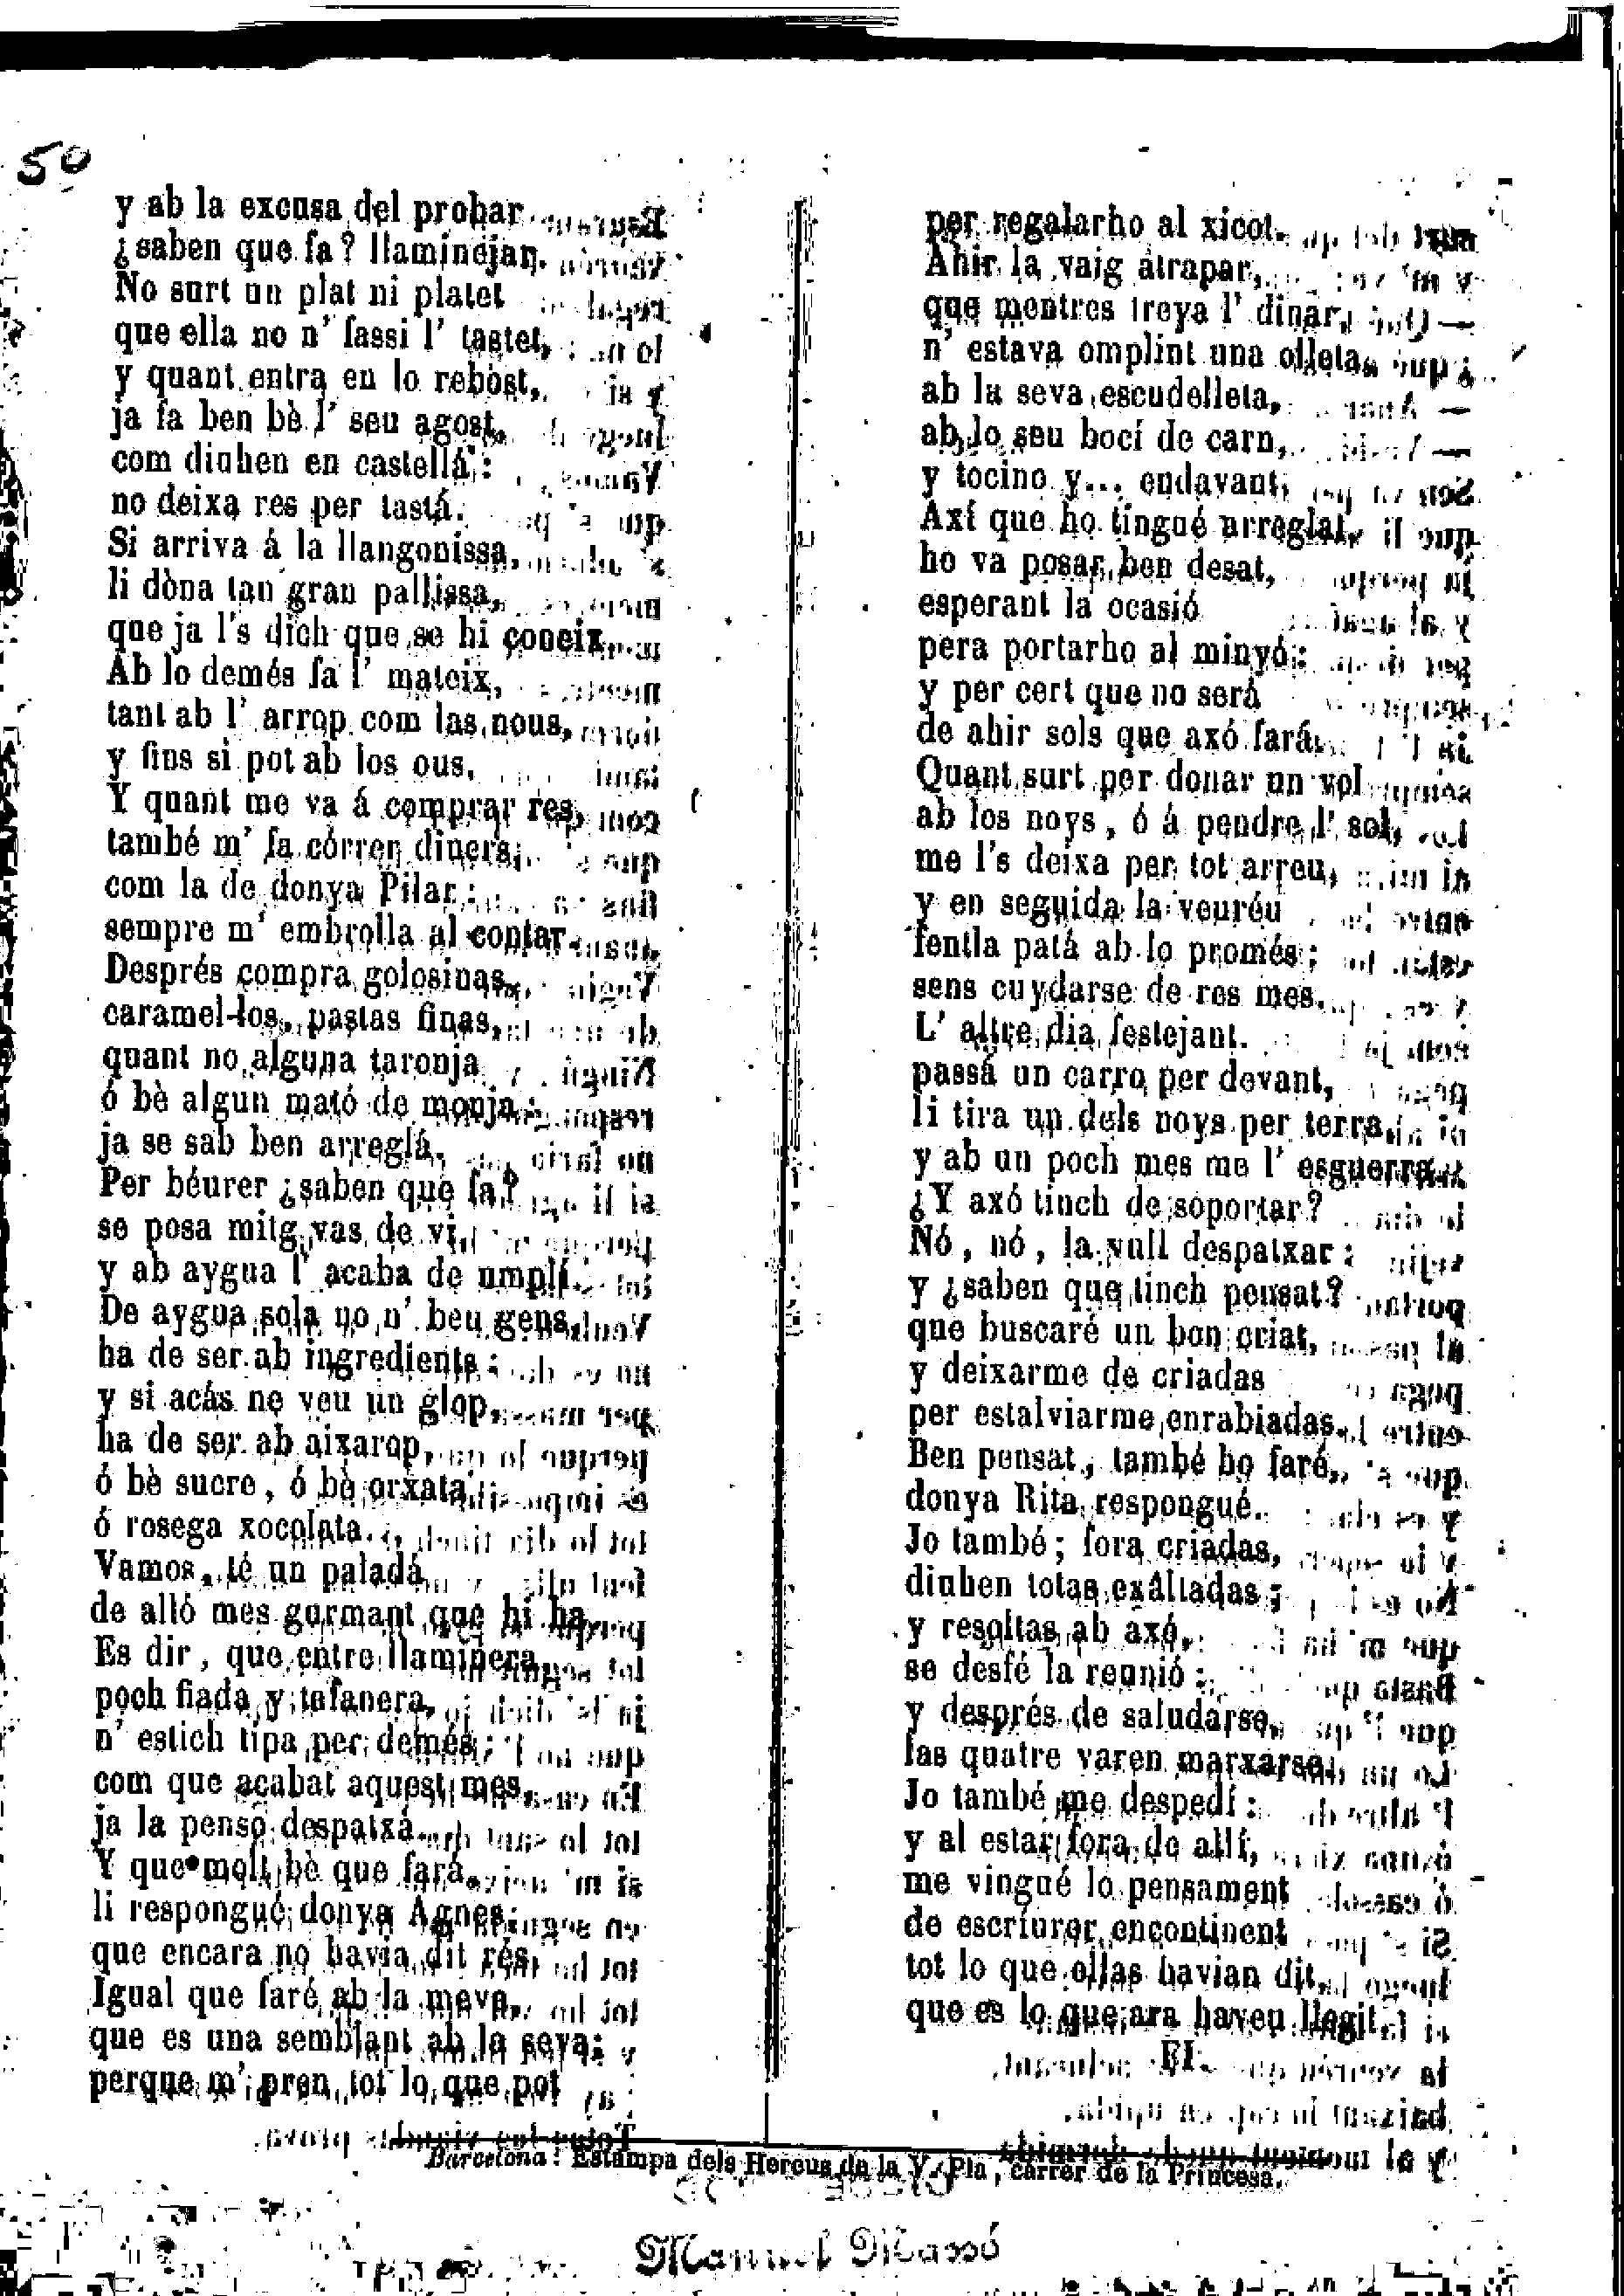 50
y ab la excusa del probar
¿saben que fa? llaminejar.
No surt un plat ni platet
que ella no n' fassi l' tastet,
y quant entra en lo rebost,
ja fa ben bè l' seu agost,
com diuhen en castellá:
no deixa res per tastá.
Si arriva á la llangonissa,
li dòna tan gran pallissa,
que ja l's dich que se hi coneix.
Ab lo demés fa l' mateix,
tant ab l' arrop com las nous,
y fins si pot ab los ous.
Y quant me va á comprar res,
també m' fa córrer diners,
com la de donya Pilar:
sempre m' embrolla al contar.
Després compra golosinas,
caramel-los, pastas finas,
quant no alguna taronja
ó bè algun mató de monja:
ja se sab ben arreglá.
Per béurer ¿saben que fa?
se posa mitg vas de vi,
y ab aygua l' acaba de umplí.
De aygua sola no n' beu gens,
ha de ser ab ingredients:
y si acás ne veu un glop,
ha de ser ab aixarop,
ó bè sucre, ó bè orxata,
ó rosega xocolata.
Vamos, té un paladá
de alló mes gurmant que hi ha.
Es dir, que entre llaminera,
poch fiada y tafanera,
n' estich tipa per demés;
com que acabat aquest mes,
ja la penso despatxá.
Y que molt bè que fará,
li respongué donya Agnes,
que encara no havia dit rés.
Igual que faré ab la meva,
que es una semblant ab la seva;
perque m' pren tot lo que pot
per regalarho al xicot.
Ahir la vaig atrapar,
que mentres treya l' dinar,
n' estava omplint una olleta,
ab la seva escudelleta,
ab lo seu bocí de carn,
y tocino y... endavant.
Axí que ho tingué arreglat,
ho va posar ben desat,
esperant la ocasió
pera portarho al minyó:
y per cert que no será
de ahir sols que axó fará.
Quant surt per donar un vol
ab los noys, ó á pendre l' sol,
me l's deixa per tot arreu,
y en seguida la veuréu
fentla patá ab lo promés;
sens cuydarse de res mes.
L' altre dia festejant.
passá un carro per devant,
li tira un dels noys per terra,
y ab un poch mes me l' esguerra.
¿Y axó tinch de soportar?
Nó, nó, la vull despatxar:
y ¿saben que tinch pensat?
que buscaré un bon criat,
y deixarme de criadas
per estalviarme enrabiadas.
Ben pensat, també ho faré,
donya Rita respongué.
Jo també; fora criadas,
diuhen totas exáltadas;
y resoltas ab axó,
se desfé la reunió:
y després de saludarse,
las quatre varen marxarse.
Jo també me despedí:
y al estar fora de allí,
me vingué lo pensament
de escríurer encontinent
tot lo que ellas havian dit,
que es lo que ara haveu llegit.
FI.
Barcelona: Estampa dels Hereus de la V. Pla, carrer de la Princesa.
Manuel Massó